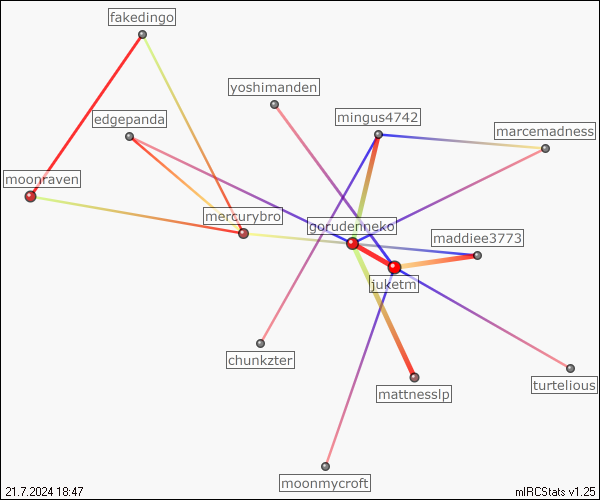 fakedingo
yoshimanden
edgepanda
mingus4742
marcemadness
moonraven
mercurybro
gorudenneko
maddiee3773
juketm
chunkzter
mattnesslp
turtelious
moonmycroft
21.7.2024 18:47
mIRCStats v1.25